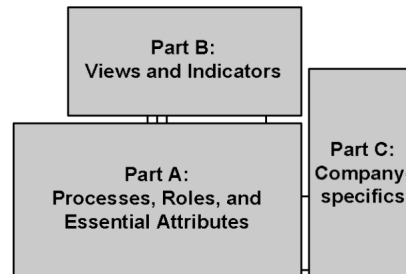 Part B:
Views and Indicators
Part A:
Processes, Roles, and
Essential Attributes
Part C:
Company-
specifics